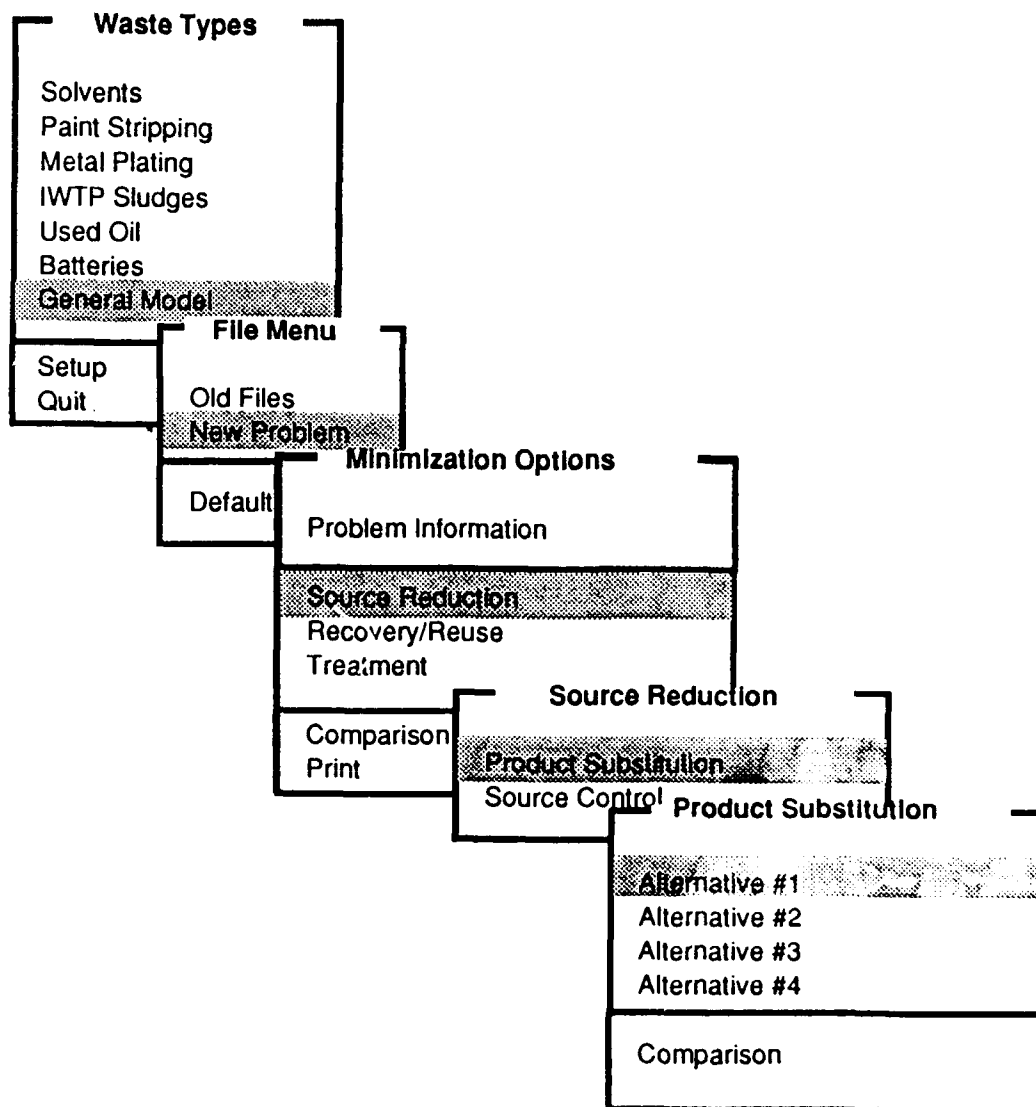 Waste Types
Solvents
Paint Stripping
Metal Plating
IWTP Sludges
Used Oil
Batteries
General Model
Setup
Quit
File Menu
Old Files
New Problem
Default
Minimization Options
Problem Information
Source Reduction
Recovery/Reuse
Treatment
Comparison
Print
Source Reduction
Product Substitution
Source Control
Product Substitution
Alternative #1
Alternative #2
Alternative #3
Alternative #4
Comparison